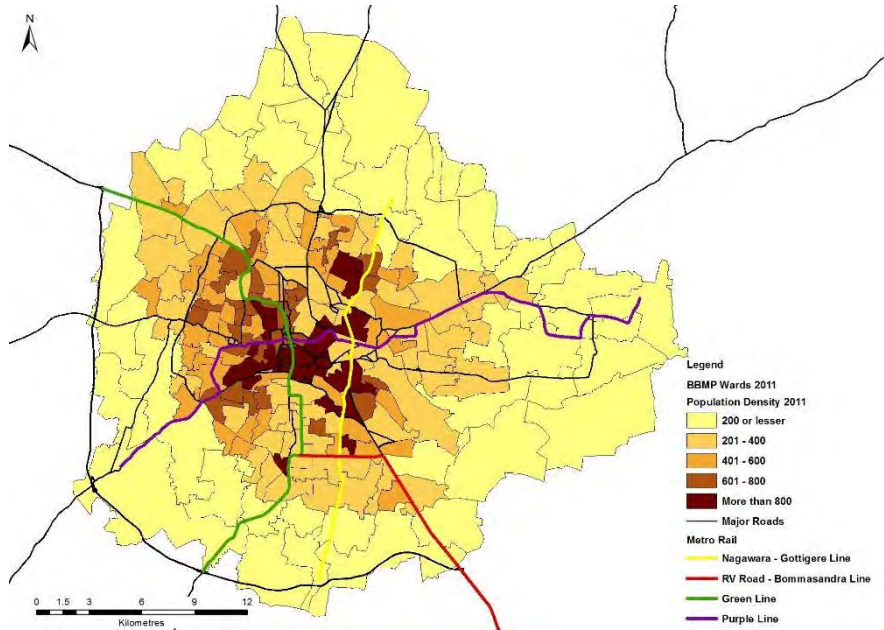 N
Legend
BBMP Wards 2011
Population Density 2011
200 or lesser
201 - 400
401 - 600
601 - 800
More than 800
Major Roads
Metro Rail
Nagawara - Gottigere Line
RV Road - Bommasandra Line
Green Line
Purple Line
0 1.5 3 6 9 12
Kilometres